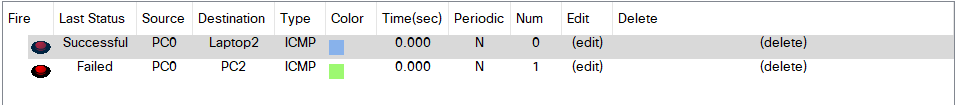 Fire Last Status Source Destination Type Color Time(sec) Periodic Num Edit Delete
Successful PC0 Laptop2 ICMP 0.000 N 0 (edit) (delete)
Failed PC0 PC2 ICMP 0.000 N 1 (edit) (delete)